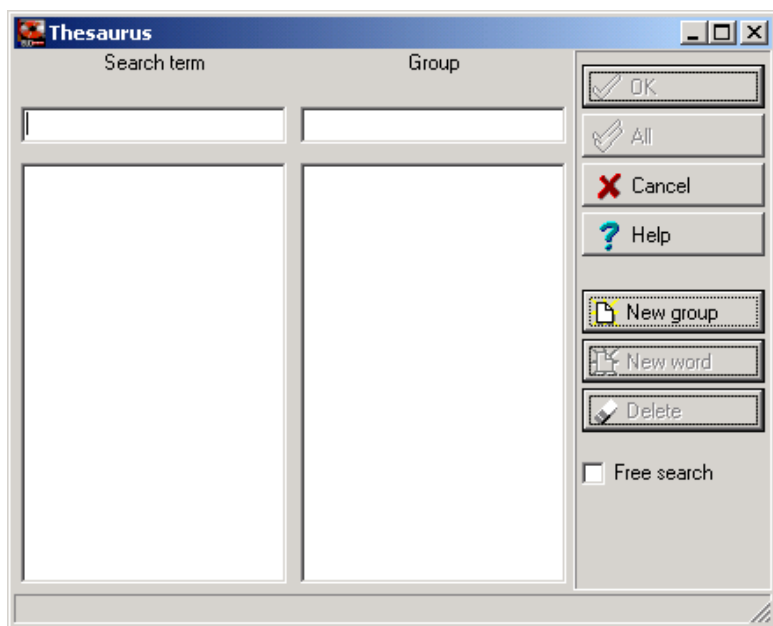 Thesaurus
Search term
Group
OK
All
Cancel
Help
New group
New word
Delete
Free search